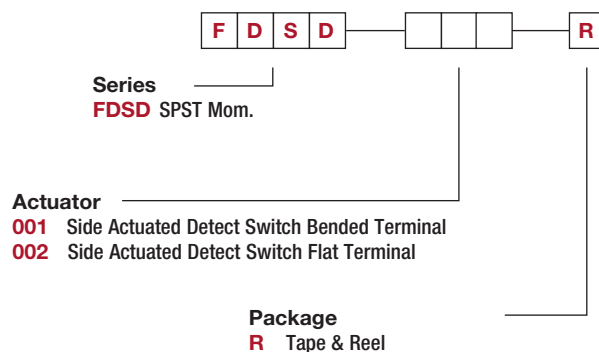 F D S D R
Series
FDSD SPST Mom.
Actuator
001 Side Actuated Detect Switch Bended Terminal
002 Side Actuated Detect Switch Flat Terminal
Package
R Tape & Reel